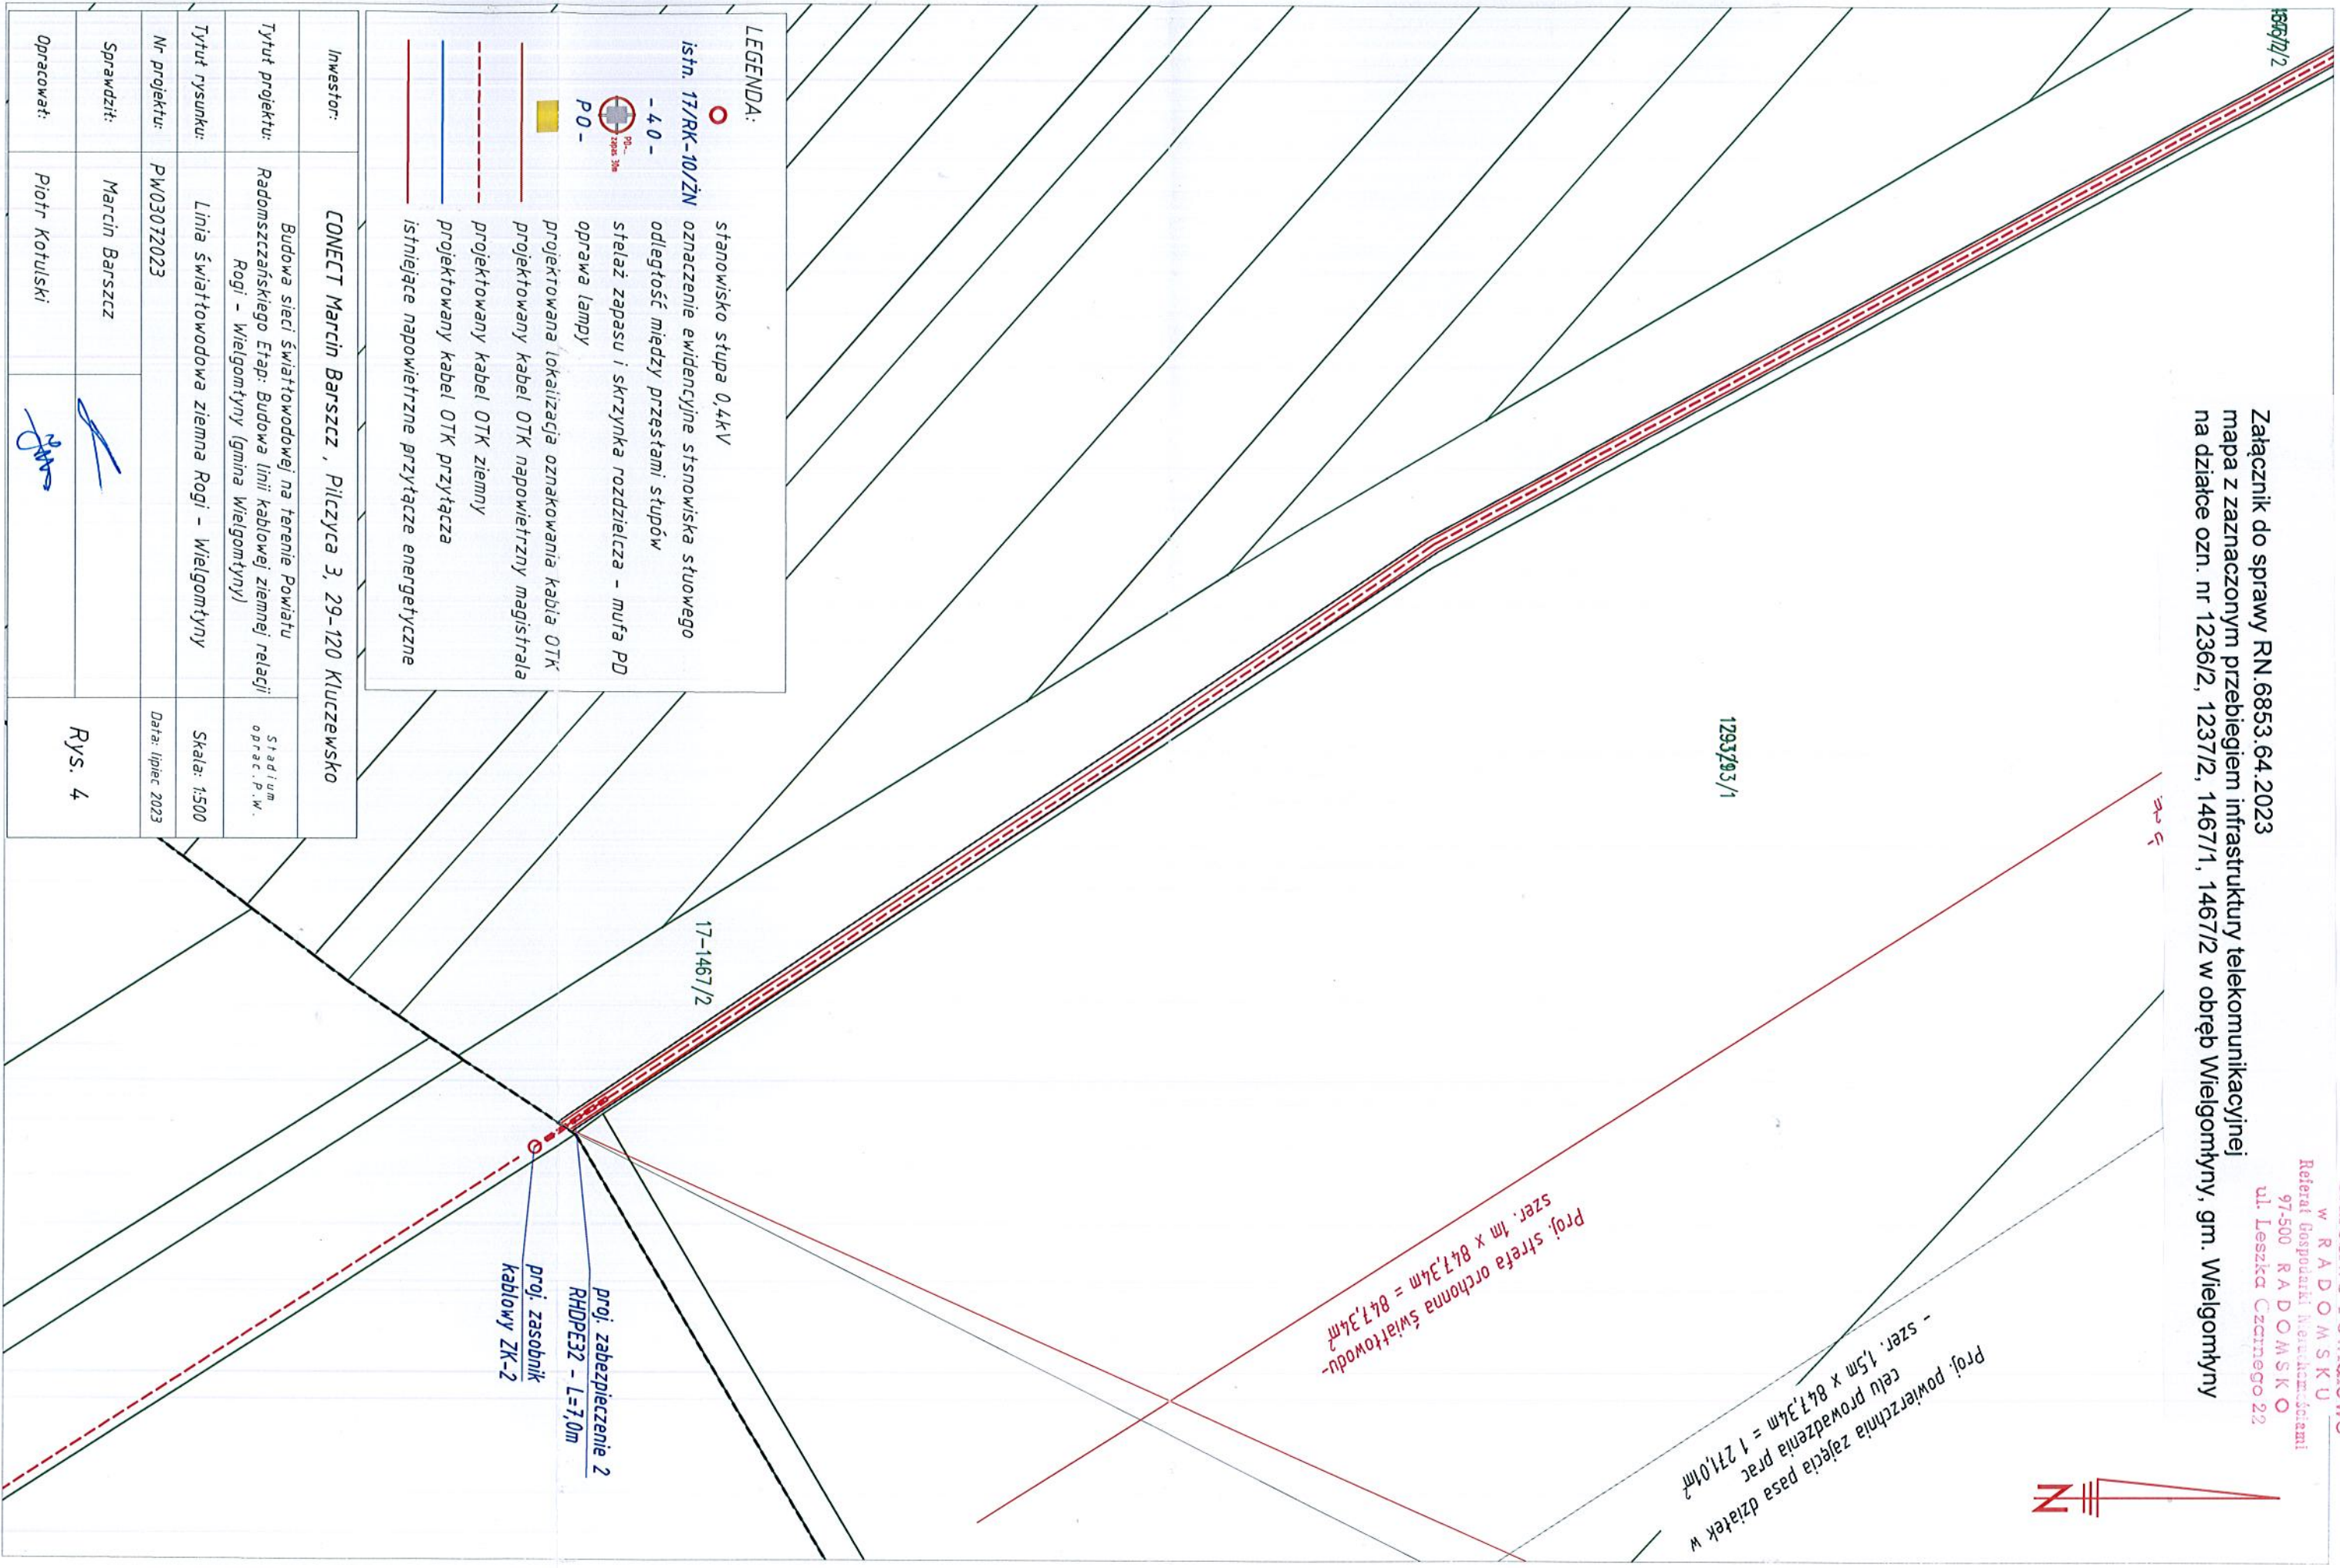 Załącznik do sprawy RN.6853.64.2023
mapa z zaznaczonym przebiegiem infrastruktury telekomunikacyjnej
na działce ozn. nr 1236/2, 1237/2, 1467/1, 1467/2 w obręb Wielgomłyny, gm. Wielgomłyny
w RADOMSKU
Referat Gospodarki Nieruchomościami
97-500 RADOMSKO
ul. Leszka Czarnego 22
N
17-1467/2
Proj. strefa orchonna światłowodu-
szer. 1m x 847,34m = 847,34m²
Proj. powierzchnia zajęcia pasa działek w
celu prowadzenia prac
- szer. 1,5m x 847,34m = 1 271,01m²
proj. zabezpieczenie 2
RHDPE32 - L=7,0m
proj. zasobnik
kablowy ZK-2
LEGENDA:
stanowisko słupa 0,4kV
istn. 17/RK-10/ŻN oznaczenie ewidencyjne stsnowiska słuowego
- 40 - odległość między przęsłami słupów
PD-...
zapas 30m
stelaż zapasu i skrzynka rozdzielcza - mufa PD
PO- oprawa lampy
projektowana lokalizacja oznakowania kabla OTK
projektowany kabel OTK napowietrzny magistrala
projektowany kabel OTK ziemny
projektowany kabel OTK przyłącza
istniejące napowietrzne przyłącze energetyczne
Inwestor: CONECT Marcin Barszcz , Pilczyca 3, 29-120 Kluczewsko
Tytuł projektu: Budowa sieci światłowodowej na terenie Powiatu
Radomszczańskiego Etap: Budowa linii kablowej ziemnej relacji
Rogi - Wielgomłyny (gmina Wielgomłyny)
Stadium
oprac.P.W.
Tytuł rysunku: Linia światłowodowa ziemna Rogi - Wielgomłyny
Skala: 1:500
Nr projektu: PW03072023
Data: lipiec 2023
Sprawdził: Marcin Barszcz
Opracował: Piotr Kotulski
Rys. 4